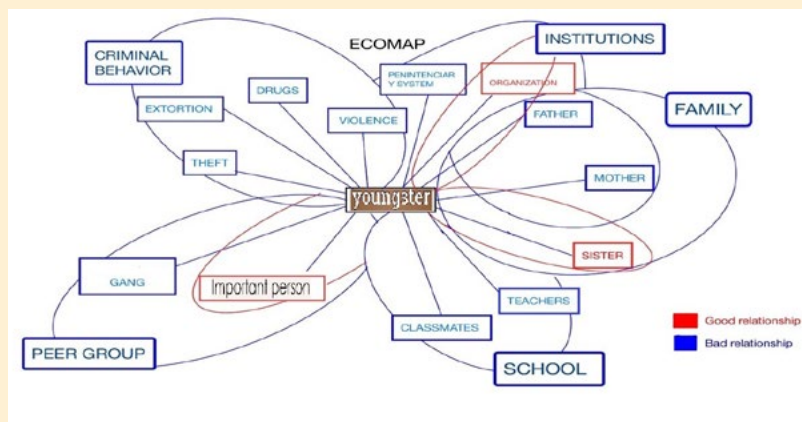 ECOMAP
INSTITUTIONS
CRIMINAL
BEHAVIOR
PENINTENCIAR
Y SYSTEM
ORGANIZATION
DRUGS
EXTORTION
FAMILY
FATHER
VIOLENCE
THEFT
MOTHER
youngster
SISTER
GANG
Important person
TEACHERS
CLASSMATES
Good relationship
Bad relationship
PEER GROUP
SCHOOL